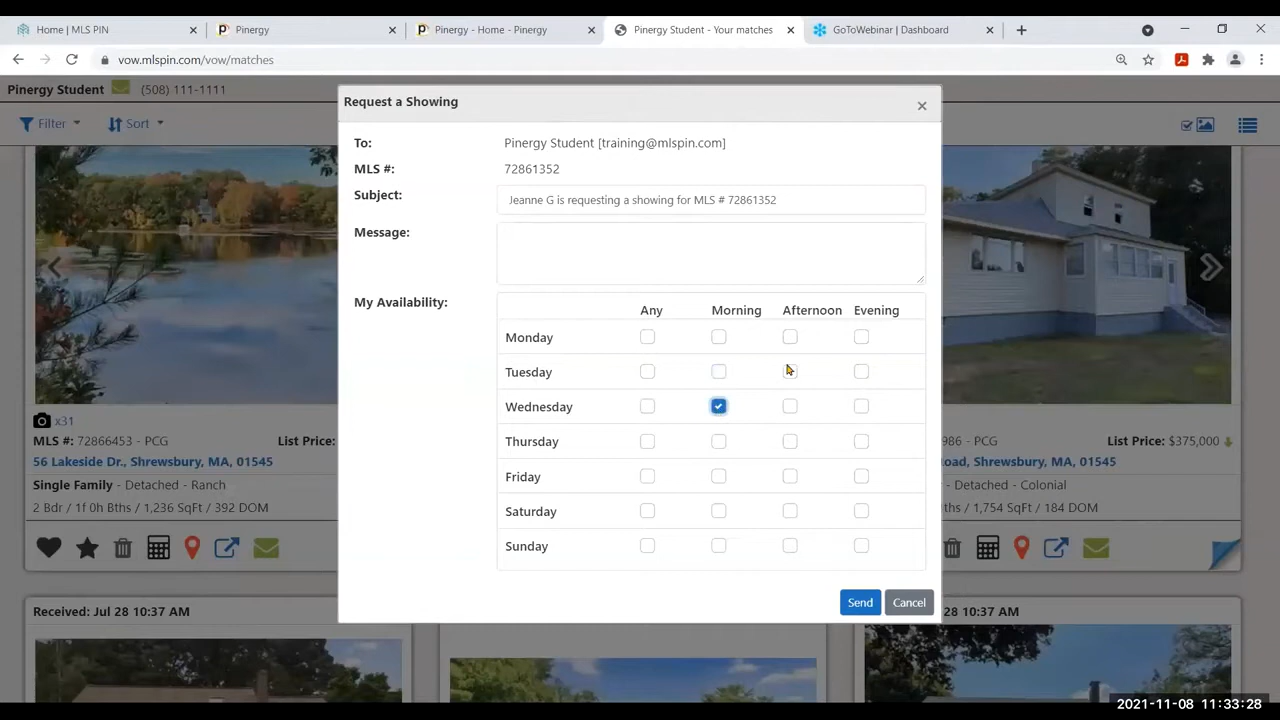 Home | MLS PIN
Pinergy
Pinergy - Home - Pinergy
Pinergy Student - Your matches
GoToWebinar | Dashboard
vow.mlspin.com/vow/matches
Pinergy Student (508) 111-1111
Filter Sort
Request a Showing
To: Pinergy Student [training@mlspin.com]
MLS #: 72861352
Subject: Jeanne G is requesting a showing for MLS # 72861352
Message:
My Availability:
Any Morning Afternoon Evening
Monday
Tuesday
Wednesday
Thursday
Friday
Saturday
Sunday
Send Cancel
x31
MLS #: 72866453 - PCG List Price:
56 Lakeside Dr., Shrewsbury, MA, 01545
Single Family - Detached - Ranch
2 Bdr / 1f 0h Bths / 1,236 SqFt / 392 DOM
986 - PCG List Price: $375,000
Road, Shrewsbury, MA, 01545
- Detached - Colonial
ths / 1,754 SqFt / 184 DOM
Received: Jul 28 10:37 AM
28 10:37 AM
2021-11-08 11:33:28